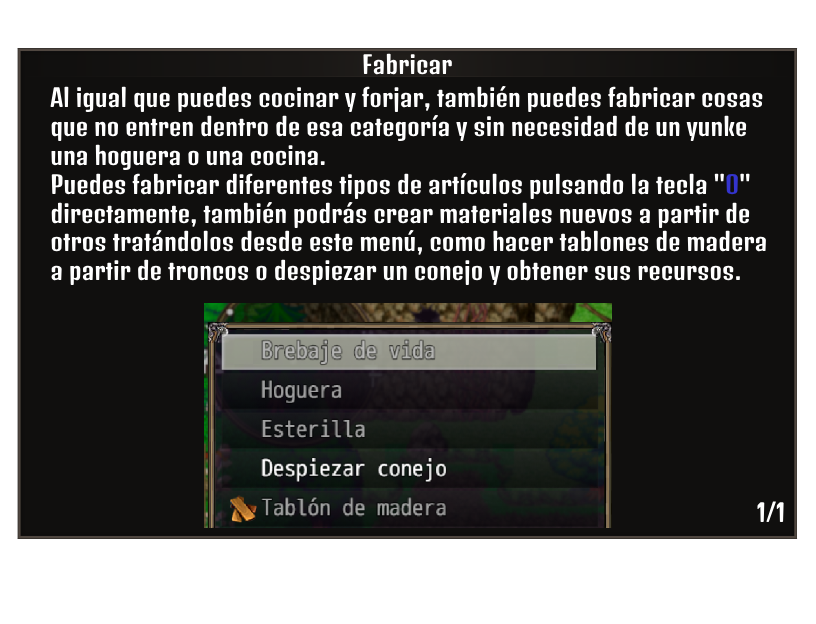 Fabricar
Al igual que puedes cocinar y forjar, también puedes fabricar cosas
que no entren dentro de esa categoría y sin necesidad de un yunke
una hoguera o una cocina.
Puedes fabricar diferentes tipos de artículos pulsando la tecla "O"
directamente, también podrás crear materiales nuevos a partir de
otros tratándolos desde este menú, como hacer tablones de madera
a partir de troncos o despiezar un conejo y obtener sus recursos.
Brebaje de vida
Hoguera
Esterilla
Despiezar conejo
Tablón de madera
1/1